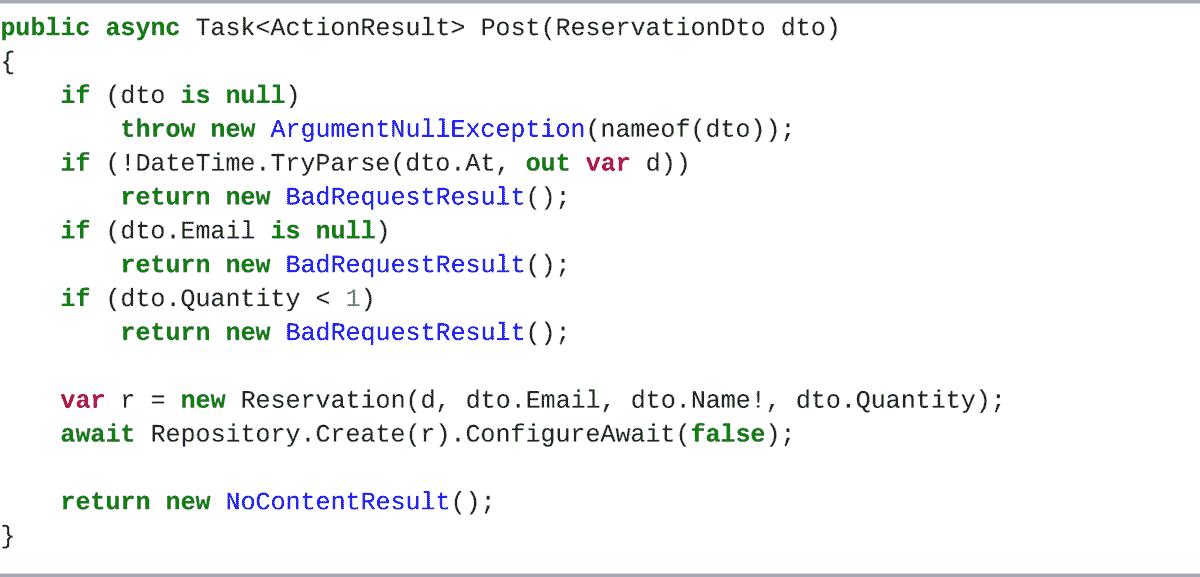 public async Task<ActionResult> Post(ReservationDto dto)
{
    if (dto is null)
        throw new ArgumentNullException(nameof(dto));
    if (!DateTime.TryParse(dto.At, out var d))
        return new BadRequestResult();
    if (dto.Email is null)
        return new BadRequestResult();
    if (dto.Quantity < 1)
        return new BadRequestResult();

    var r = new Reservation(d, dto.Email, dto.Name!, dto.Quantity);
    await Repository.Create(r).ConfigureAwait(false);

    return new NoContentResult();
}